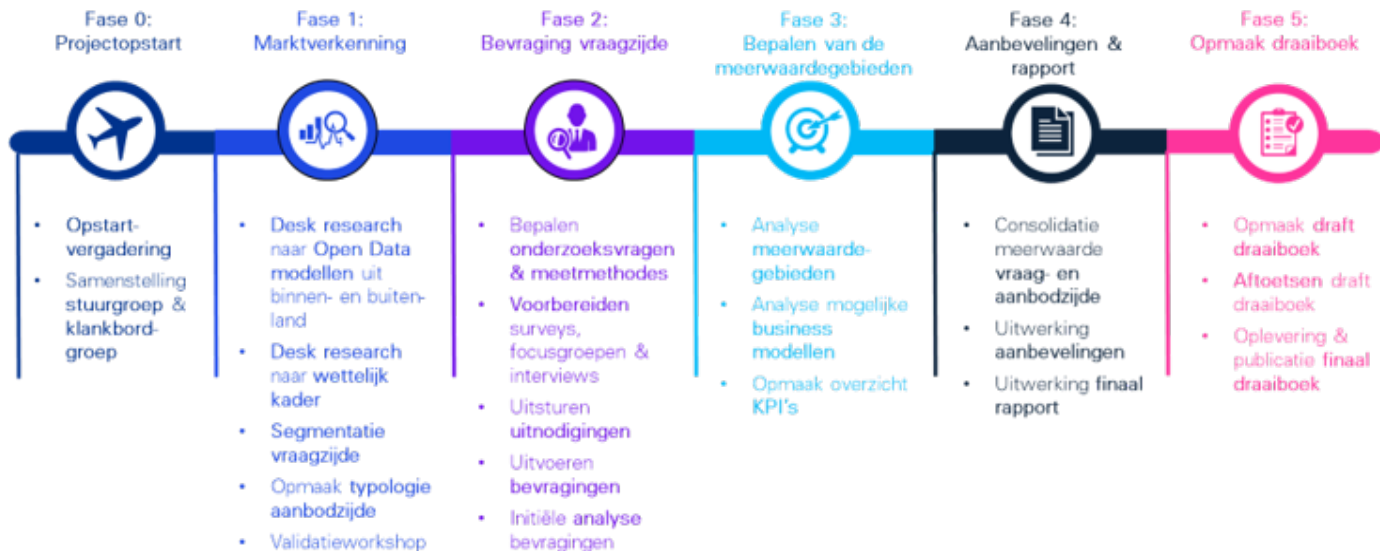 Fase 0:
Projectopstart
Fase 1:
Marktverkenning
Fase 2:
Bevraging vraagzijde
Fase 3:
Bepalen van de
meerwaardegebieden
Fase 4:
Aanbevelingen &
rapport
Fase 5:
Opmaak draaiboek
• Opstart-
vergadering
• Samenstelling
stuurgroep &
klankbord-
groep
• Desk research
naar Open Data
modellen uit
binnen- en buiten-
land
• Desk research
naar wettelijk
kader
• Segmentatie
vraagzijde
• Opmaak typologie
aanbodzijde
• Validatieworkshop
• Bepalen
onderzoeksvragen
& meetmethodes
• Voorbereiden
surveys,
focusgroepen &
interviews
• Uitsturen
uitnodigingen
• Uitvoeren
bevragingen
• Initiële analyse
bevragingen
• Analyse
meerwaarde-
gebieden
• Analyse mogelijke
business
modellen
• Opmaak overzicht
KPI's
• Consolidatie
meerwaarde
vraag- en
aanbodzijde
• Uitwerking
aanbevelingen
• Uitwerking finaal
rapport
• Opmaak draft
draaiboek
• Aftoetsen draft
draaiboek
• Oplevering &
publicatie finaal
draaiboek